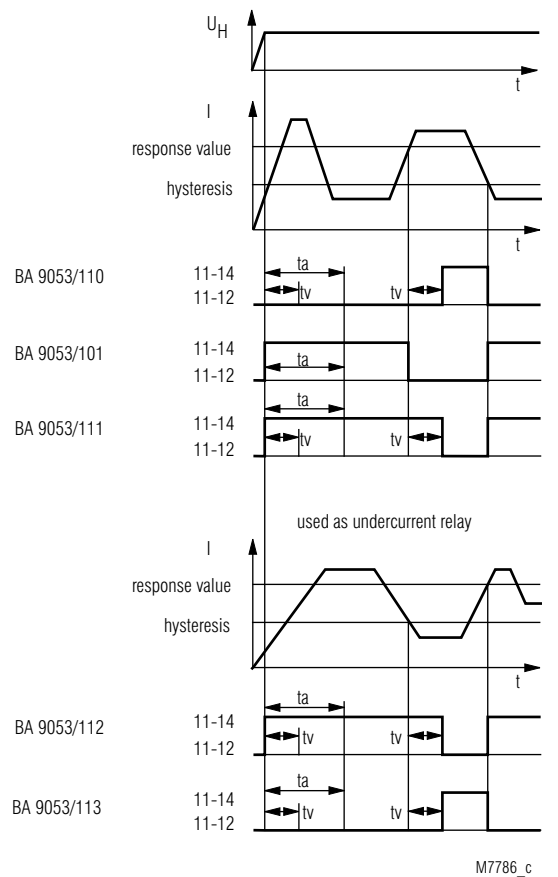 U_H
t
I
response value
hysteresis
t
BA 9053/110
11-14
11-12
ta
tv
tv
BA 9053/101
11-14
11-12
ta
BA 9053/111
11-14
11-12
ta
tv
tv
used as undercurrent relay
I
response value
hysteresis
t
BA 9053/112
11-14
11-12
ta
tv
tv
BA 9053/113
11-14
11-12
ta
tv
tv
M7786_c